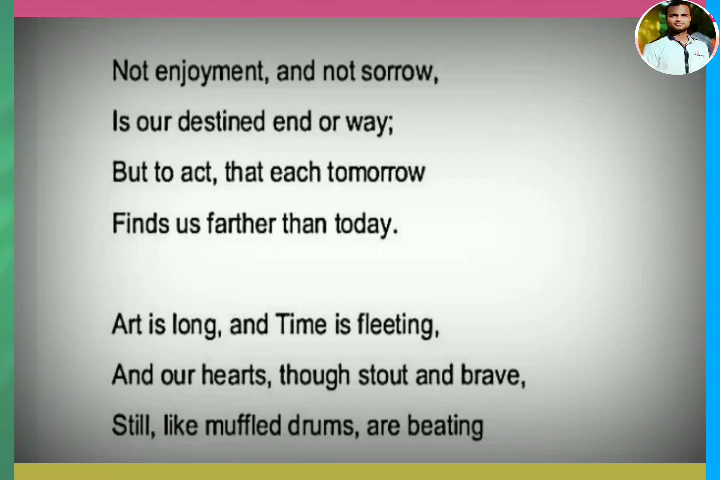 Not enjoyment, and not sorrow,
Is our destined end or way;
But to act, that each tomorrow
Finds us farther than today.
Art is long, and Time is fleeting,
And our hearts, though stout and brave,
Still, like muffled drums, are beating